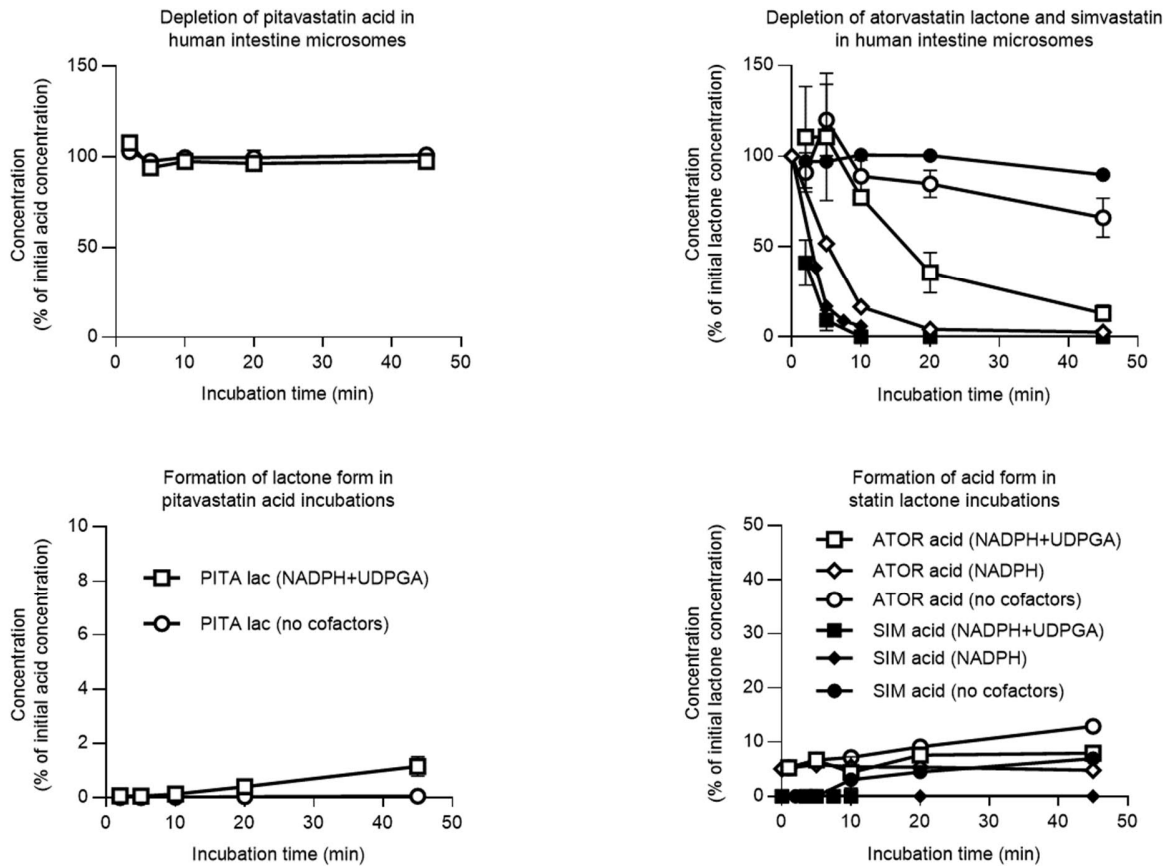 Depletion of pitavastatin acid in
human intestine microsomes
Concentration
(% of initial acid concentration)
150
100
50
0
0 10 20 30 40 50
Incubation time (min)
Depletion of atorvastatin lactone and simvastatin
in human intestine microsomes
Concentration
(% of initial lactone concentration)
150
100
50
0
0 10 20 30 40 50
Incubation time (min)
Formation of lactone form in
pitavastatin acid incubations
Concentration
(% of initial acid concentration)
10
8
6
4
2
0
PITA lac (NADPH+UDPGA)
PITA lac (no cofactors)
0 10 20 30 40 50
Incubation time (min)
Formation of acid form in
statin lactone incubations
Concentration
(% of initial lactone concentration)
50
40
30
20
10
0
ATOR acid (NADPH+UDPGA)
ATOR acid (NADPH)
ATOR acid (no cofactors)
SIM acid (NADPH+UDPGA)
SIM acid (NADPH)
SIM acid (no cofactors)
0 10 20 30 40 50
Incubation time (min)